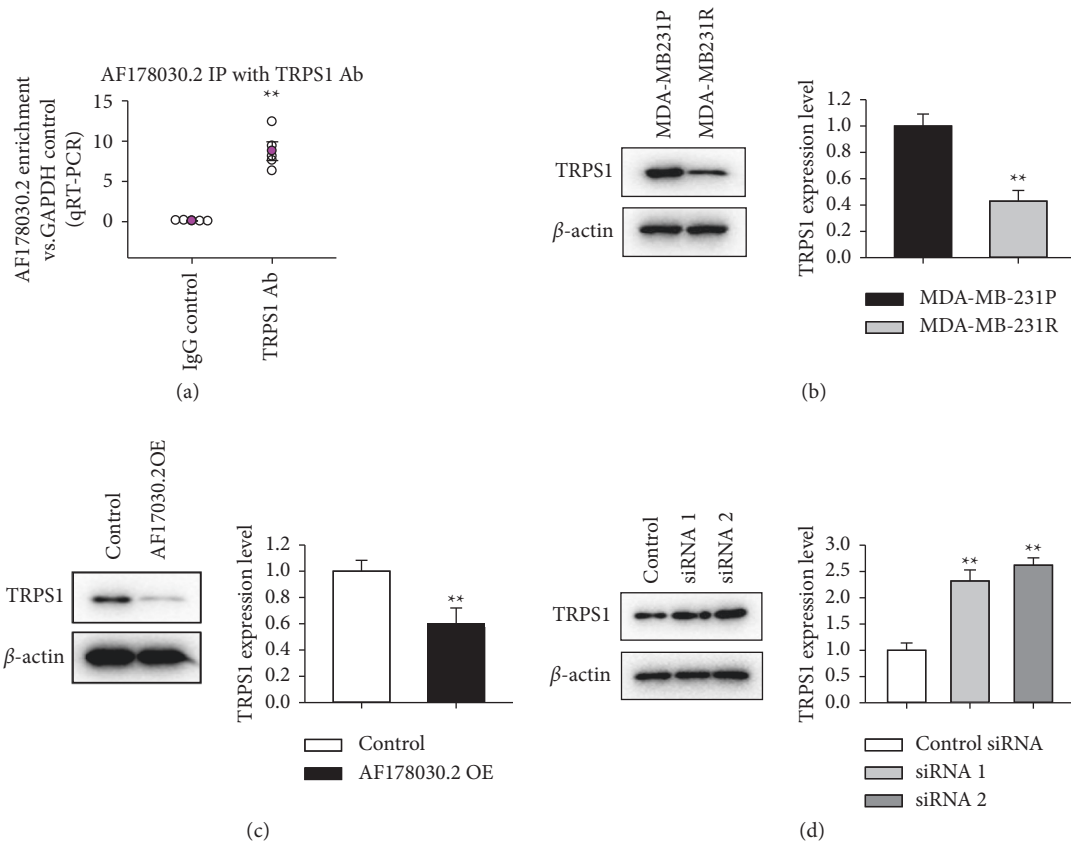 AF178030.2 IP with TRPS1 Ab
**
AF178030.2 enrichment
vs.GAPDH control
(qRT-PCR)
15
10
5
0
IgG control
TRPS1 Ab
(a)
MDA-MB231P
MDA-MB231R
TRPS1
β-actin
TRPS1 expression level
1.2
1.0
0.8
0.6
0.4
0.2
0.0
**
MDA-MB-231P
MDA-MB-231R
(b)
Control
AF17030.2OE
TRPS1
β-actin
TRPS1 expression level
1.2
1.0
0.8
0.6
0.4
0.2
0.0
**
Control
AF178030.2 OE
(c)
Control
siRNA 1
siRNA 2
TRPS1
β-actin
TRPS1 expression level
3.0
2.5
2.0
1.5
1.0
0.5
0.0
**
**
Control siRNA
siRNA 1
siRNA 2
(d)